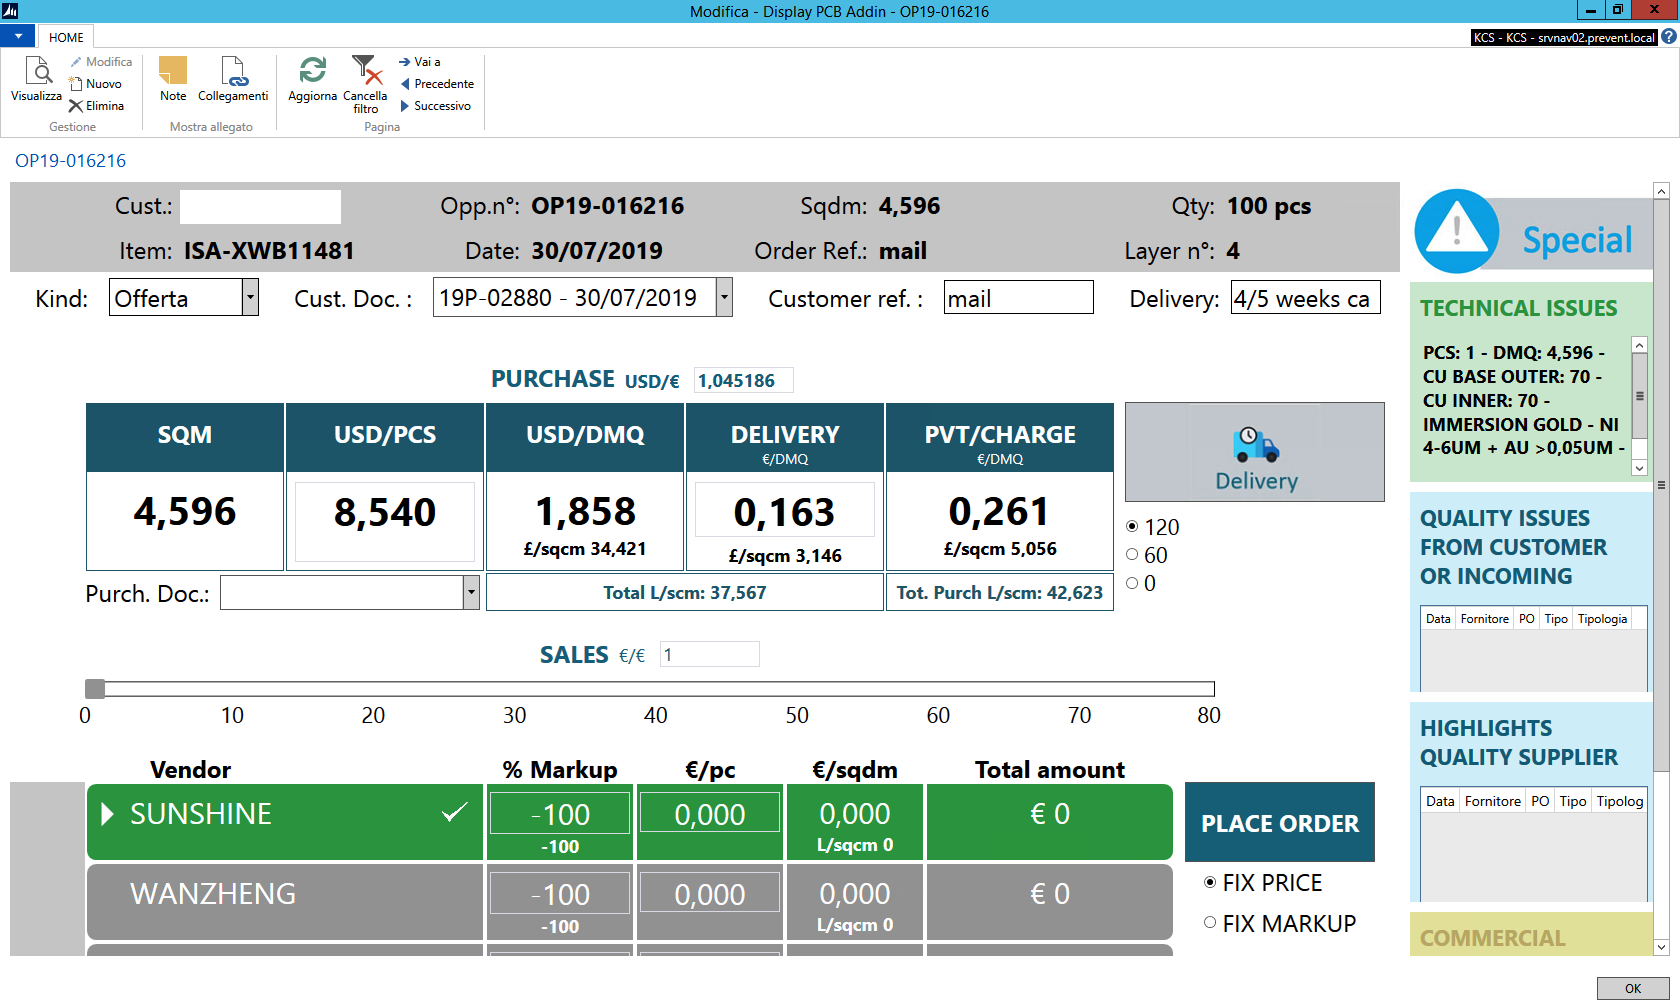 Modifica - Display PCB Addin - OP19-016216
HOME
KCS - KCS - srvnav02.prevent.local
Visualizza
Modifica
Nuovo
Elimina
Gestione
Note
Collegamenti
Mostra allegato
Aggiorna
Cancella filtro
Vai a
Precedente
Successivo
Pagina
OP19-016216
Cust.:
Opp.n°: OP19-016216
Sqdm: 4,596
Qty: 100 pcs
Item: ISA-XWB11481
Date: 30/07/2019
Order Ref.: mail
Layer n°: 4
Kind: Offerta
Cust. Doc. : 19P-02880 - 30/07/2019
Customer ref. : mail
Delivery: 4/5 weeks ca
PURCHASE USD/€ 1,045186
SQM
USD/PCS
USD/DMQ
DELIVERY
€/DMQ
PVT/CHARGE
€/DMQ
4,596
8,540
1,858
£/sqcm 34,421
0,163
£/sqcm 3,146
0,261
£/sqcm 5,056
Purch. Doc.:
Total L/scm: 37,567
Tot. Purch L/scm: 42,623
Delivery
120
60
0
SALES €/€ 1
0 10 20 30 40 50 60 70 80
Vendor % Markup €/pc €/sqdm Total amount
SUNSHINE -100 0,000 0,000 € 0
-100 L/sqcm 0
WANZHENG -100 0,000 0,000 € 0
-100 L/sqcm 0
PLACE ORDER
FIX PRICE
FIX MARKUP
Special
TECHNICAL ISSUES
PCS: 1 - DMQ: 4,596 -
CU BASE OUTER: 70 -
CU INNER: 70 -
IMMERSION GOLD - NI
4-6UM + AU >0,05UM -
QUALITY ISSUES
FROM CUSTOMER
OR INCOMING
Data Fornitore PO Tipo Tipologia
HIGHLIGHTS
QUALITY SUPPLIER
Data Fornitore PO Tipo Tipolog
COMMERCIAL
OK